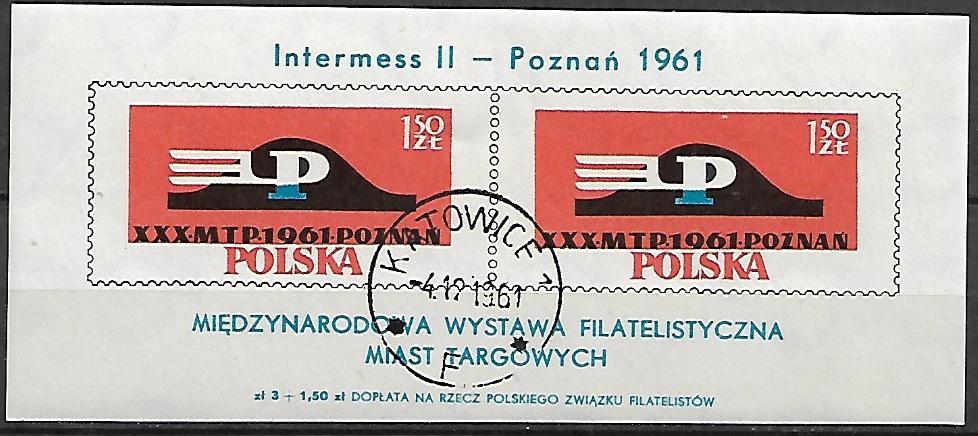 Intermess II – Poznań 1961
1 50 ZŁ
P
XXX·MTP·1961·POZNAŃ
POLSKA
1 50 ZŁ
P
XXX·MTP·1961·POZNAŃ
POLSKA
KATOWICE 1
-4.12.1961
F
MIĘDZYNARODOWA WYSTAWA FILATELISTYCZNA
MIAST TARGOWYCH
zł 3 + 1,50 zł DOPŁATA NA RZECZ POLSKIEGO ZWIĄZKU FILATELISTÓW